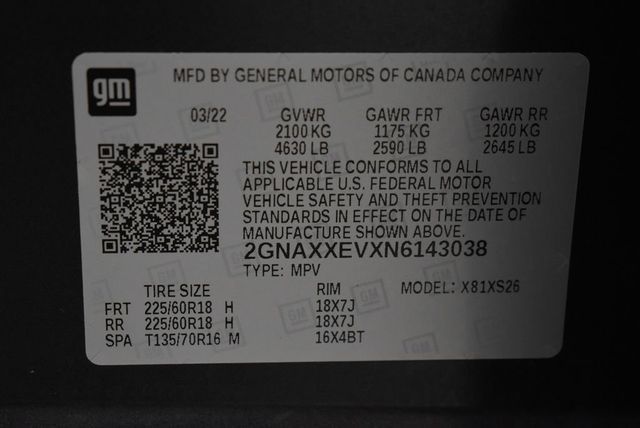 gm
MFD BY GENERAL MOTORS OF CANADA COMPANY
03/22 GVWR GAWR FRT GAWR RR
2100 KG 1175 KG 1200 KG
4630 LB 2590 LB 2645 LB
THIS VEHICLE CONFORMS TO ALL
APPLICABLE U.S. FEDERAL MOTOR
VEHICLE SAFETY AND THEFT PREVENTION
STANDARDS IN EFFECT ON THE DATE OF
MANUFACTURE SHOWN ABOVE.
2GNAXXEVXN6143038
TYPE: MPV
TIRE SIZE RIM MODEL: X81XS26
FRT 225/60R18 H 18X7J
RR 225/60R18 H 18X7J
SPA T135/70R16 M 16X4BT